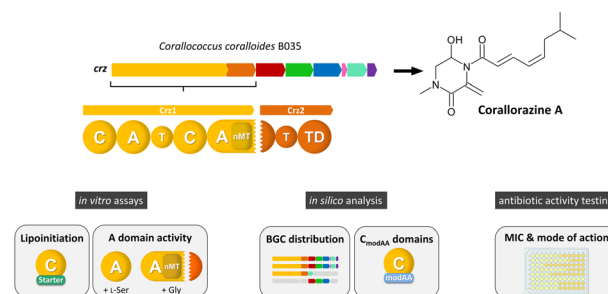 Corallococcus coralloides B035
crz
OH
O
N
N
O
Corallorazine A
Crz1
Crz2
C A T C A nMT T TD
in vitro assays
in silico analysis
antibiotic activity testin
Lipoinitiation
A domain activity
BGC distribution
CmodAA domains
MIC & mode of action
C
Starter
A
A nMT
C
modAA
+ L-Ser
+ Gly